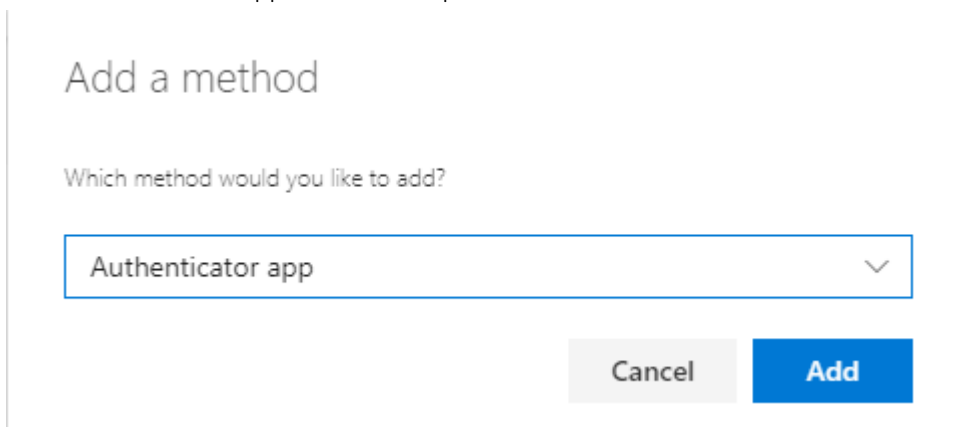 Add a method
Which method would you like to add?
Authenticator app
Cancel
Add